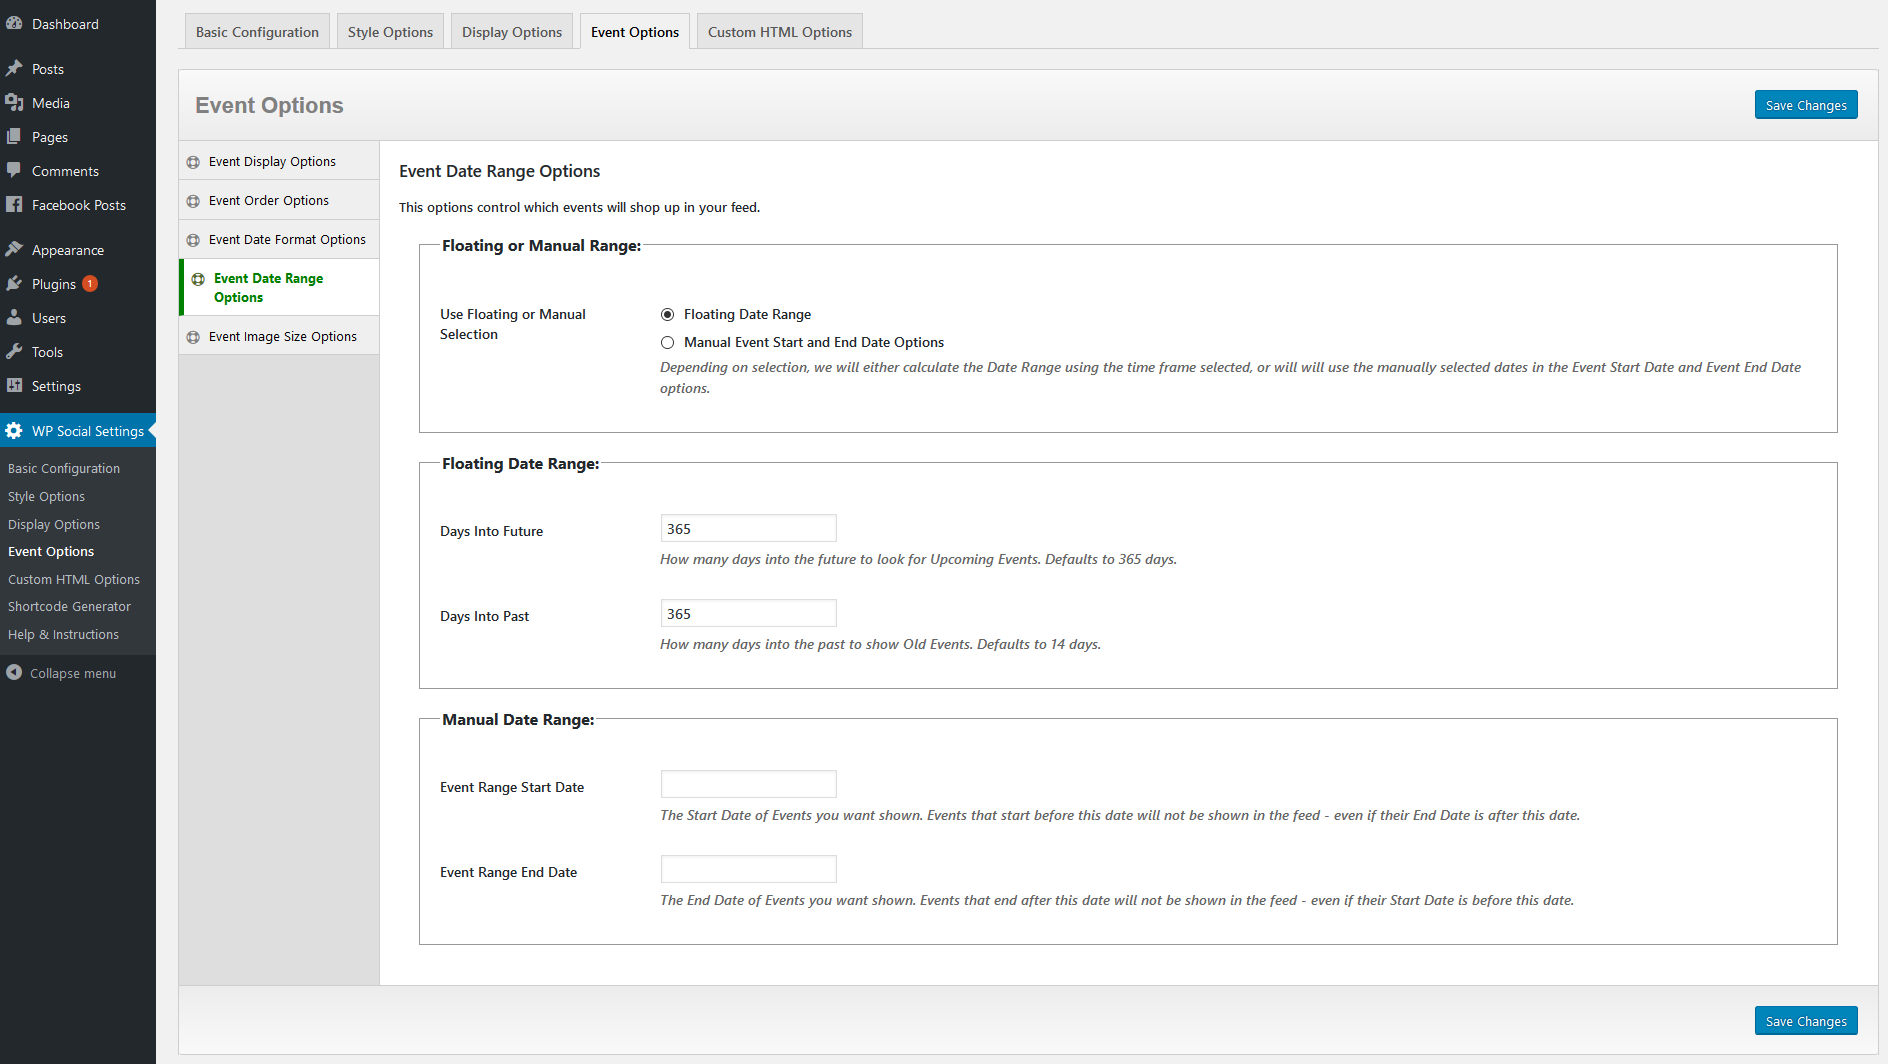 Dashboard
Posts
Media
Pages
Comments
Facebook Posts
Appearance
Plugins 1
Users
Tools
Settings
WP Social Settings
Basic Configuration
Style Options
Display Options
Event Options
Custom HTML Options
Shortcode Generator
Help & Instructions
Collapse menu
Basic Configuration
Style Options
Display Options
Event Options
Custom HTML Options
Event Options
Save Changes
Event Display Options
Event Order Options
Event Date Format Options
Event Date Range
Options
Event Image Size Options
Event Date Range Options
This options control which events will shop up in your feed.
Floating or Manual Range:
Use Floating or Manual
Selection
Floating Date Range
Manual Event Start and End Date Options
Depending on selection, we will either calculate the Date Range using the time frame selected, or will will use the manually selected dates in the Event Start Date and Event End Date
options.
Floating Date Range:
Days Into Future
365
How many days into the future to look for Upcoming Events. Defaults to 365 days.
Days Into Past
365
How many days into the past to show Old Events. Defaults to 14 days.
Manual Date Range:
Event Range Start Date
The Start Date of Events you want shown. Events that start before this date will not be shown in the feed - even if their End Date is after this date.
Event Range End Date
The End Date of Events you want shown. Events that end after this date will not be shown in the feed - even if their Start Date is before this date.
Save Changes